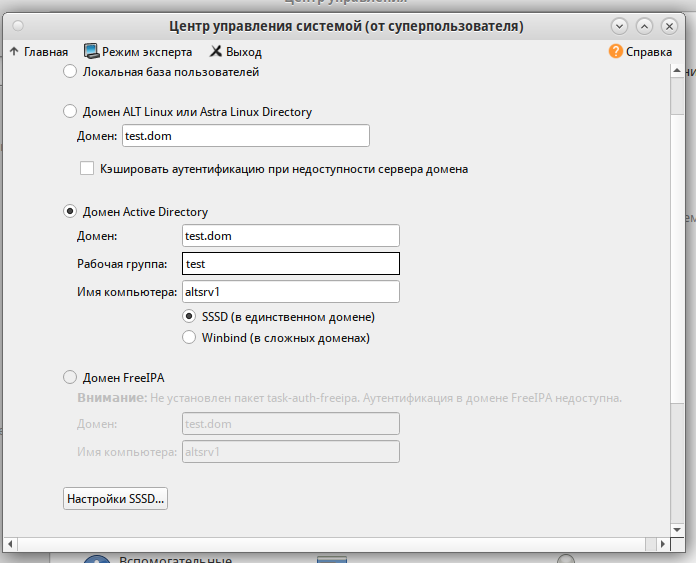 Центр управления системой (от суперпользователя)
Главная Режим эксперта Выход Справка
Локальная база пользователей
Домен ALT Linux или Astra Linux Directory
Домен: test.dom
Кэшировать аутентификацию при недоступности сервера домена
Домен Active Directory
Домен: test.dom
Рабочая группа: test
Имя компьютера: altsrv1
SSSD (в единственном домене)
Winbind (в сложных доменах)
Домен FreeIPA
Внимание: Не установлен пакет task-auth-freeipa. Аутентификация в домене FreeIPA недоступна.
Домен: test.dom
Имя компьютера: altsrv1
Настройки SSSD...
Вспомогательные